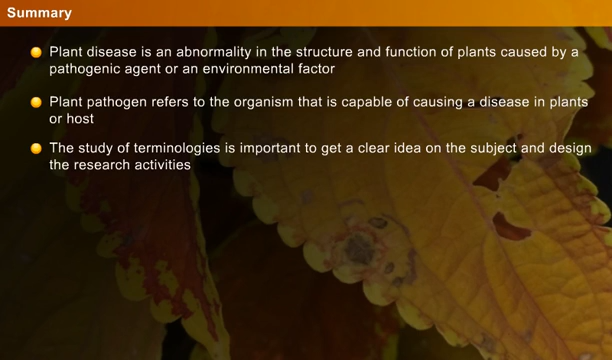 Summary
Plant disease is an abnormality in the structure and function of plants caused by a
pathogenic agent or an environmental factor
Plant pathogen refers to the organism that is capable of causing a disease in plants
or host
The study of terminologies is important to get a clear idea on the subject and design
the research activities